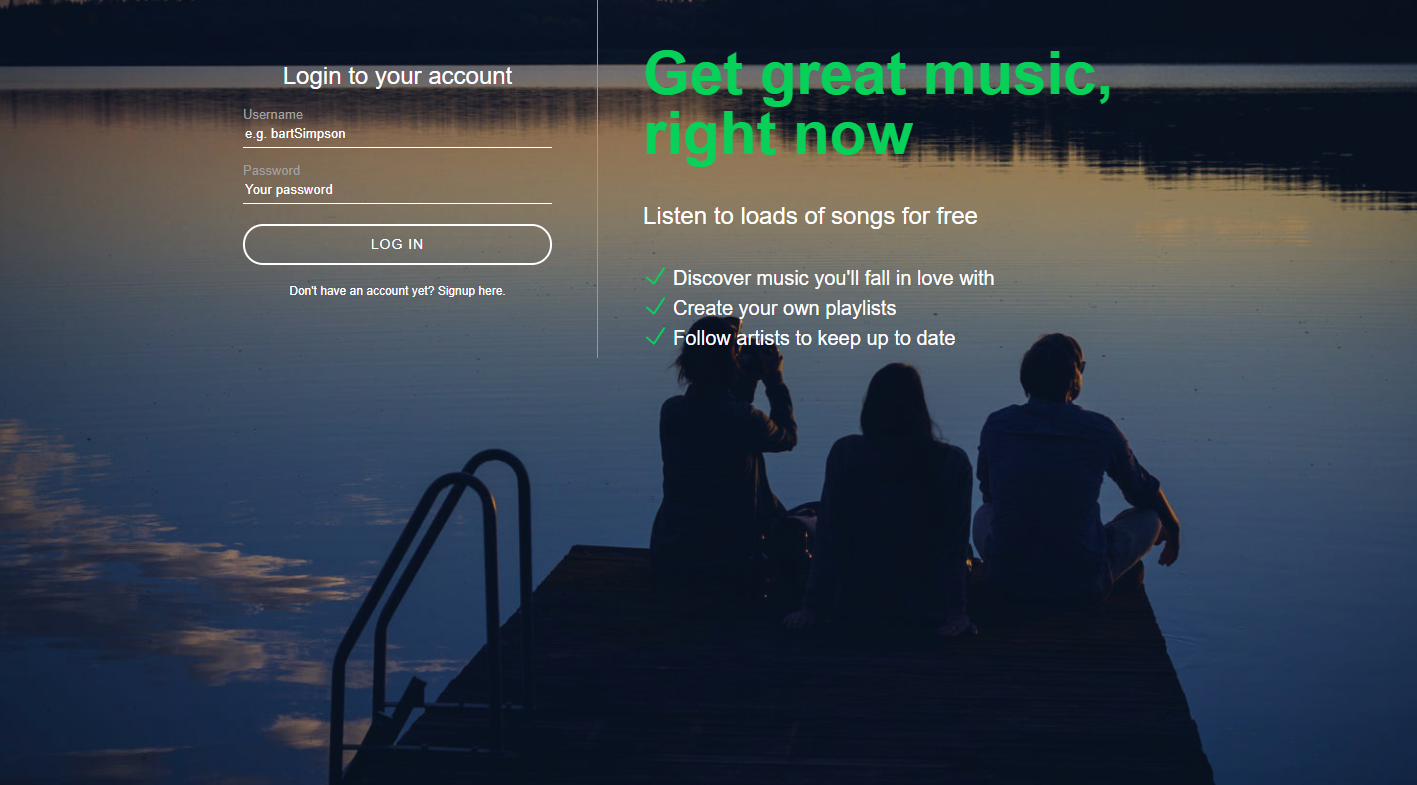 Login to your account
Username
e.g. bartSimpson
Password
Your password
LOG IN
Don't have an account yet? Signup here.
Get great music,
right now
Listen to loads of songs for free
Discover music you'll fall in love with
Create your own playlists
Follow artists to keep up to date